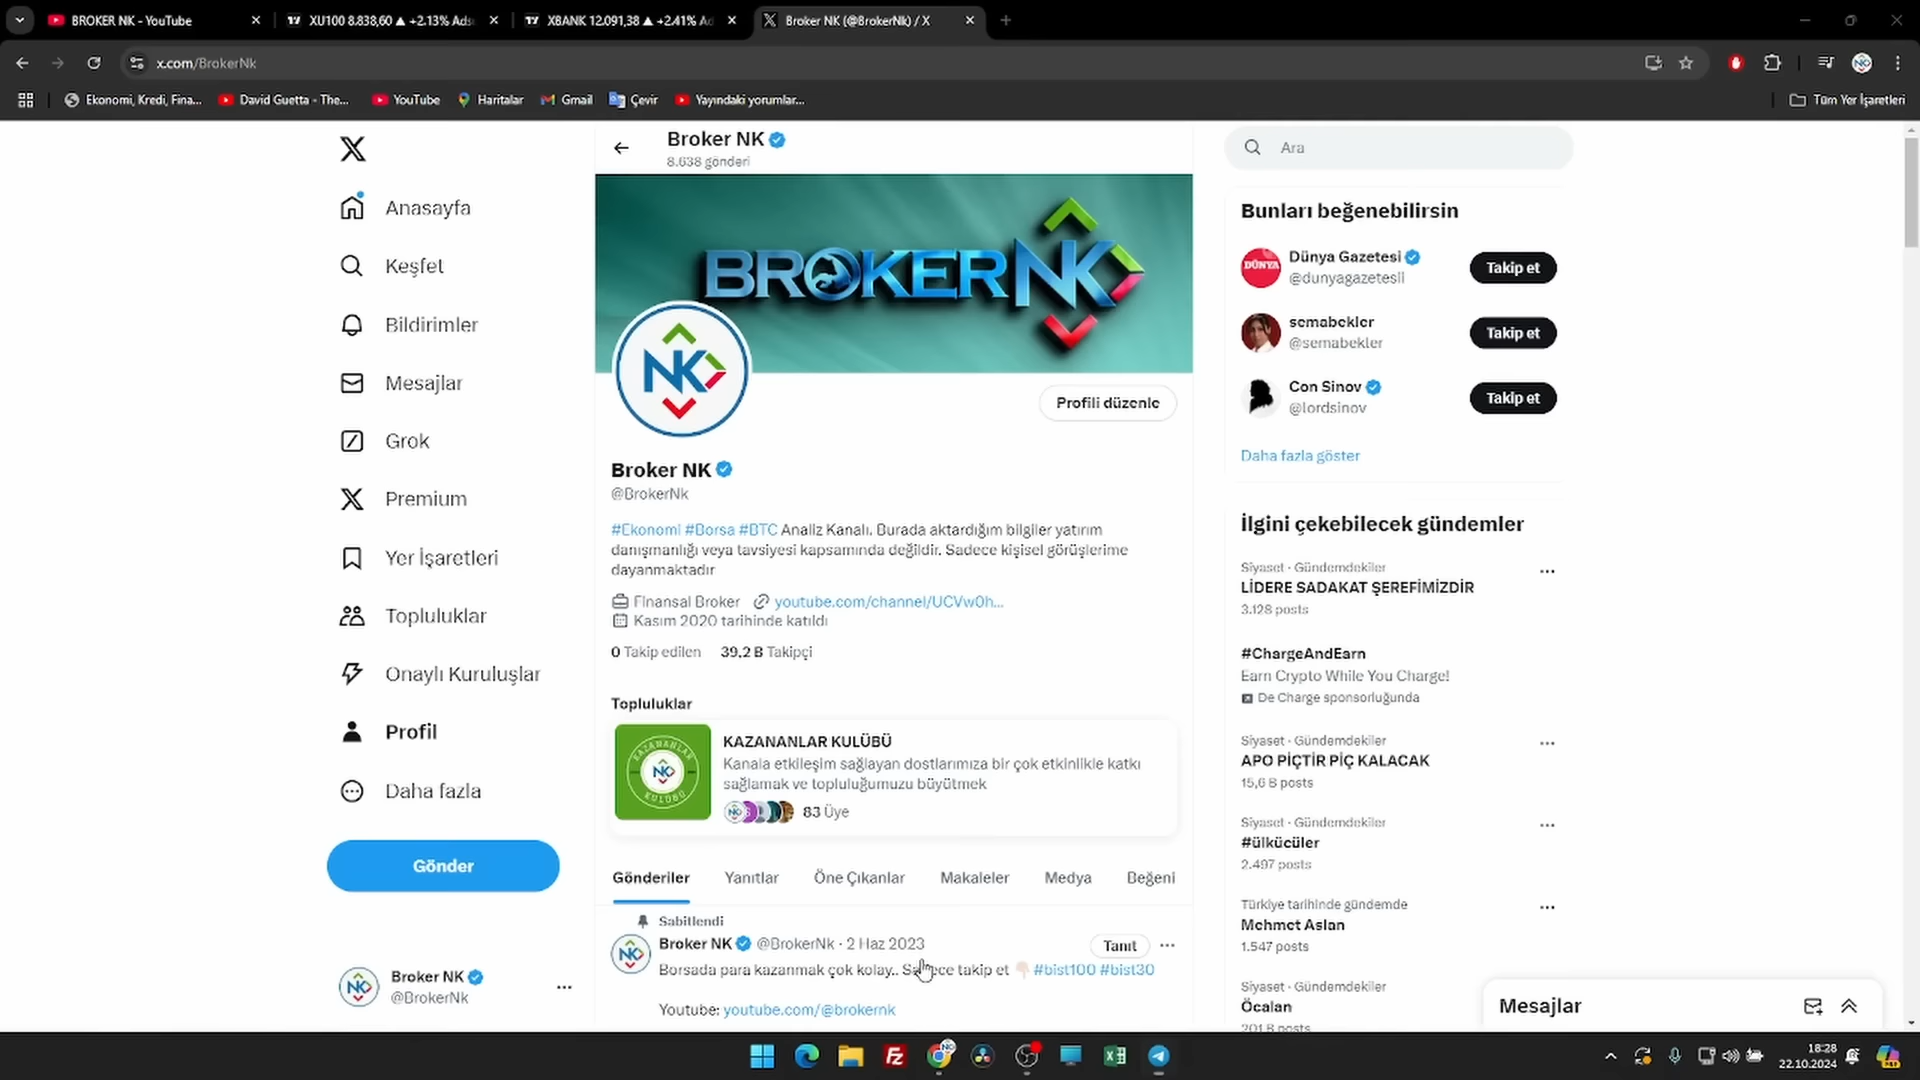 BROKER NK - YouTube
XU100 8.838,60 ▲ +2.13% Ads
XBANK 12.091,38 ▲ +2.41% Ad
Broker NK (@BrokerNk) / X
x.com/BrokerNk
Ekonomi, Kredi, Fina...
David Guetta - The...
YouTube
Haritalar
Gmail
Çevir
Yayındaki yorumlar...
Tüm Yer İşaretleri
Anasayfa
Keşfet
Bildirimler
Mesajlar
Grok
Premium
Yer İşaretleri
Topluluklar
Onaylı Kuruluşlar
Profil
Daha fazla
Gönder
Broker NK
@BrokerNk
Broker NK
8.638 gönderi
BROKER NK
NK
Profili düzenle
Broker NK
@BrokerNk
#Ekonomi #Borsa #BTC Analiz Kanalı. Burada aktardığım bilgiler yatırım
danışmanlığı veya tavsiyesi kapsamında değildir. Sadece kişisel görüşlerime
dayanmaktadır
Finansal Broker youtube.com/channel/UCVw0h...
Kasım 2020 tarihinde katıldı
0 Takip edilen 39,2 B Takipçi
Topluluklar
KAZANANLAR KULÜBÜ
NK
KAZANANLAR KULÜBÜ
Kanala etkileşim sağlayan dostlarımıza bir çok etkinlikle katkı
sağlamak ve topluluğumuzu büyütmek
83 Üye
Gönderiler Yanıtlar Öne Çıkanlar Makaleler Medya Beğeni
Sabitlendi
Broker NK @BrokerNk · 2 Haz 2023
Tanıt
Borsada para kazanmak çok kolay.. Sadece takip et 👇🏻 #bist100 #bist30
Youtube: youtube.com/@brokernk
Ara
Bunları beğenebilirsin
DÜNYA
Dünya Gazetesi
@dunyagazetesII
Takip et
semabekler
@semabekler
Takip et
Con Sinov
@lordsinov
Takip et
Daha fazla göster
İlgini çekebilecek gündemler
Siyaset · Gündemdekiler
LİDERE SADAKAT ŞEREFİMİZDİR
3.128 posts
#ChargeAndEarn
Earn Crypto While You Charge!
De Charge sponsorluğunda
Siyaset · Gündemdekiler
APO PİÇTİR PİÇ KALACAK
15,6 B posts
Siyaset · Gündemdekiler
#ülkücüler
2.497 posts
Türkiye tarihinde gündemde
Mehmet Aslan
1.547 posts
Siyaset · Gündemdekiler
Öcalan
201 B posts
Mesajlar
18:28
22.10.2024